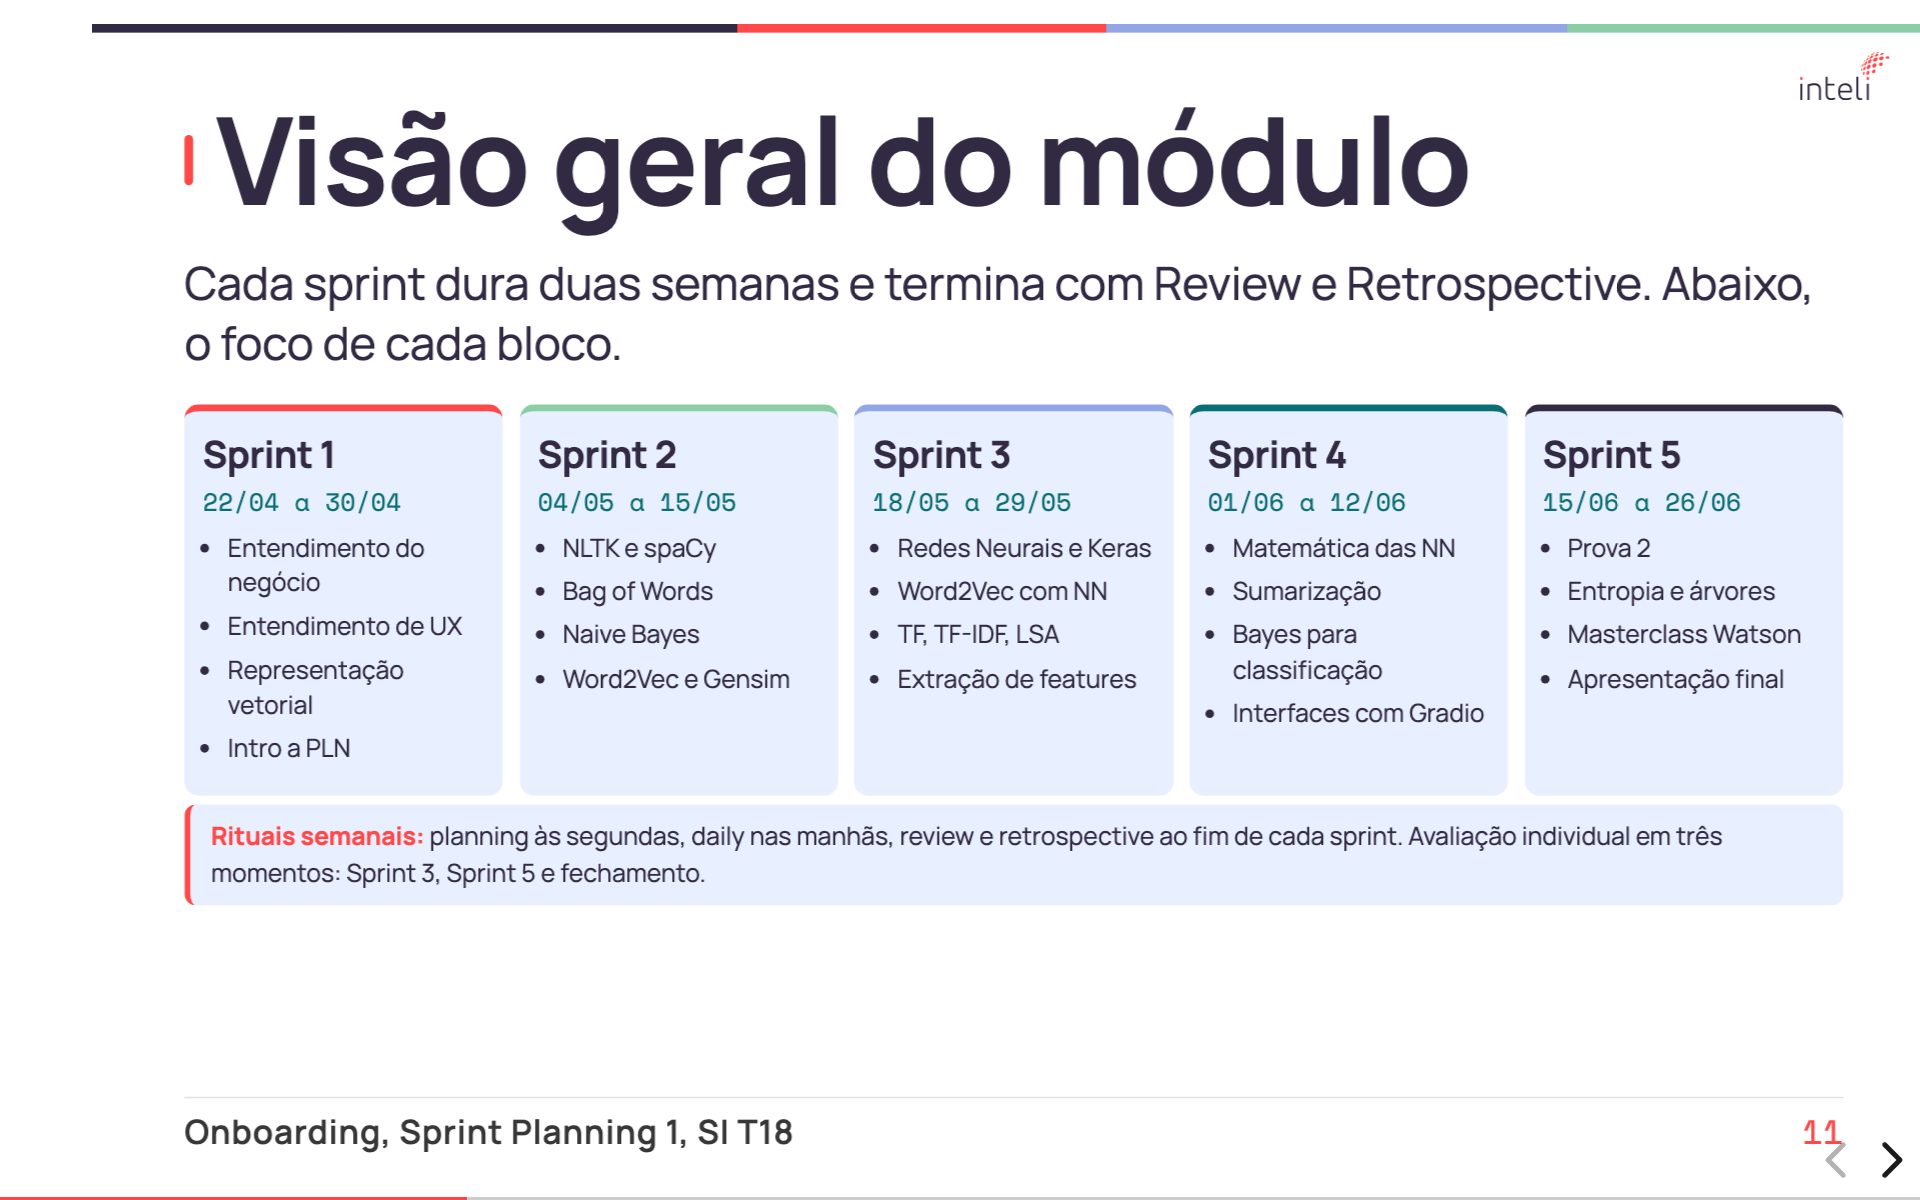 inteli
Visão geral do módulo
Cada sprint dura duas semanas e termina com Review e Retrospective. Abaixo,
o foco de cada bloco.
Sprint 1
22/04 a 30/04
• Entendimento do
negócio
• Entendimento de UX
• Representação
vetorial
• Intro a PLN
Sprint 2
04/05 a 15/05
• NLTK e spaCy
• Bag of Words
• Naive Bayes
• Word2Vec e Gensim
Sprint 3
18/05 a 29/05
• Redes Neurais e Keras
• Word2Vec com NN
• TF, TF-IDF, LSA
• Extração de features
Sprint 4
01/06 a 12/06
• Matemática das NN
• Sumarização
• Bayes para
classificação
• Interfaces com Gradio
Sprint 5
15/06 a 26/06
• Prova 2
• Entropia e árvores
• Masterclass Watson
• Apresentação final
Rituais semanais: planning às segundas, daily nas manhãs, review e retrospective ao fim de cada sprint. Avaliação individual em três
momentos: Sprint 3, Sprint 5 e fechamento.
Onboarding, Sprint Planning 1, SI T18
11